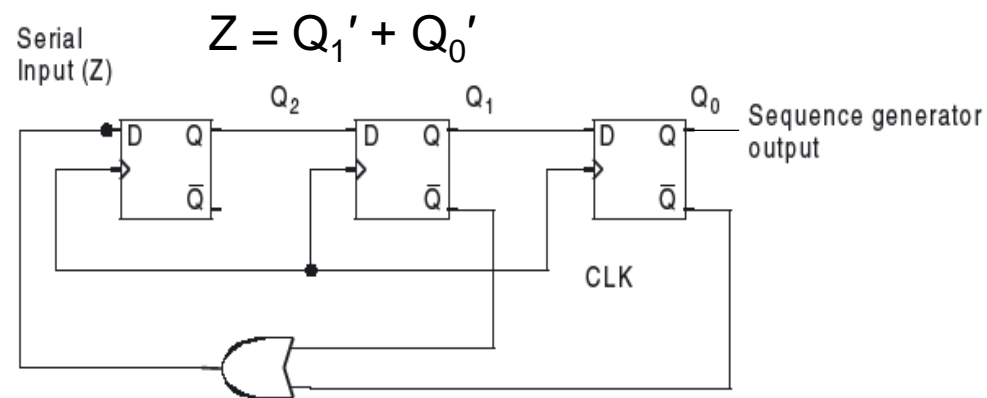 Serial
Input (Z)
Z = Q₁′ + Q₀′
Q₂
Q₁
Q₀
Sequence generator
output
D Q
Q̅
D Q
Q̅
D Q
Q̅
CLK